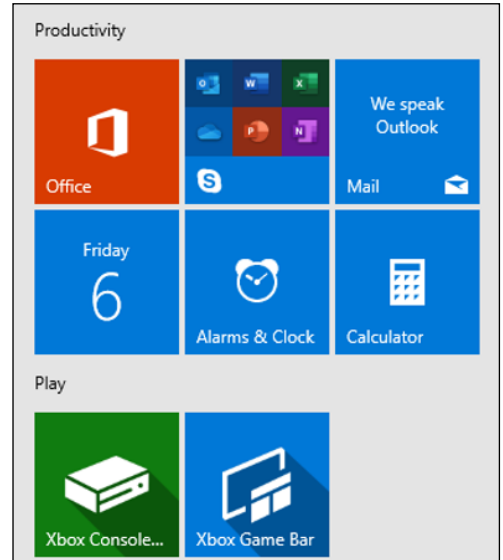 Productivity
Office
We speak
Outlook
Mail
Friday
6
Alarms & Clock
Calculator
Play
Xbox Console...
Xbox Game Bar